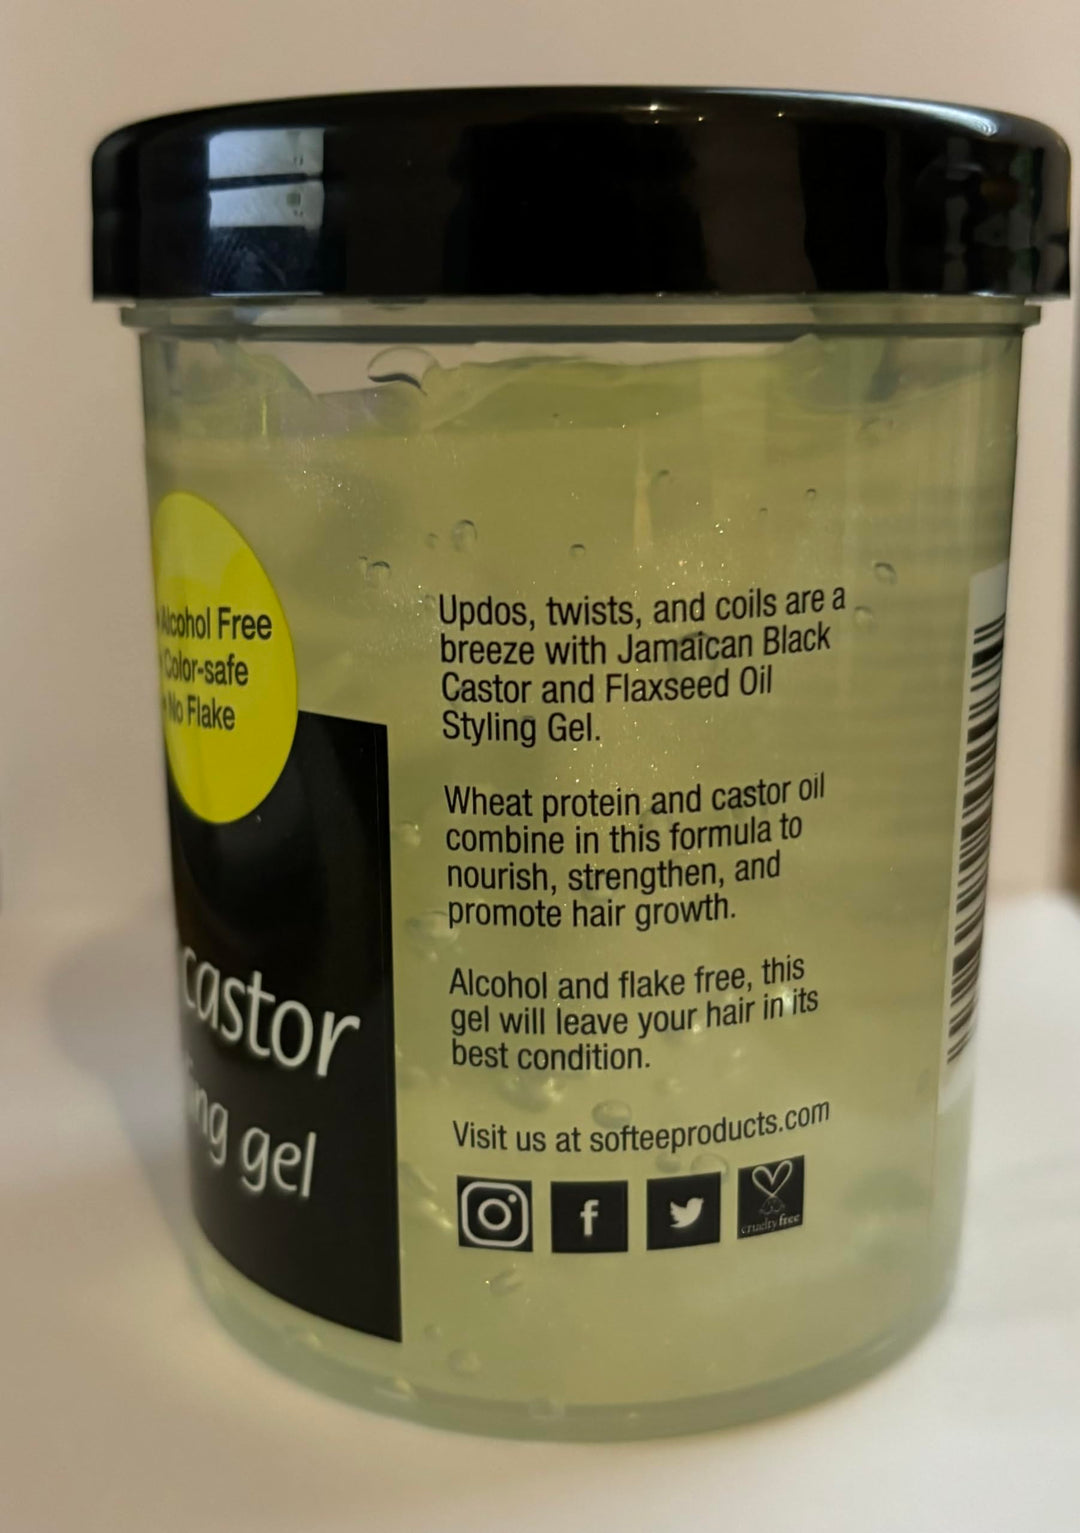 Alcohol Free
Color-safe
• No Flake
castor
gel
Updos, twists, and coils are a
breeze with Jamaican Black
Castor and Flaxseed Oil
Styling Gel.
Wheat protein and castor oil
combine in this formula to
nourish, strengthen, and
promote hair growth.
Alcohol and flake free, this
gel will leave your hair in its
best condition.
Visit us at softeeproducts.com
f
cruelty free